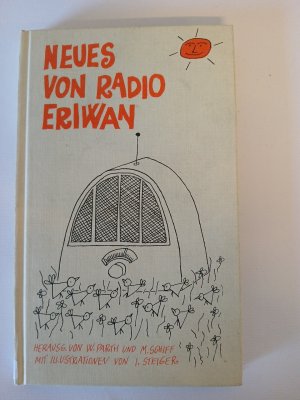 NEUES
VON RADIO
ERIWAN
HERAUSG. VON W. PARTH UND M. SCHIFF
MIT ILLUSTRATIONEN VON I. STEIGER